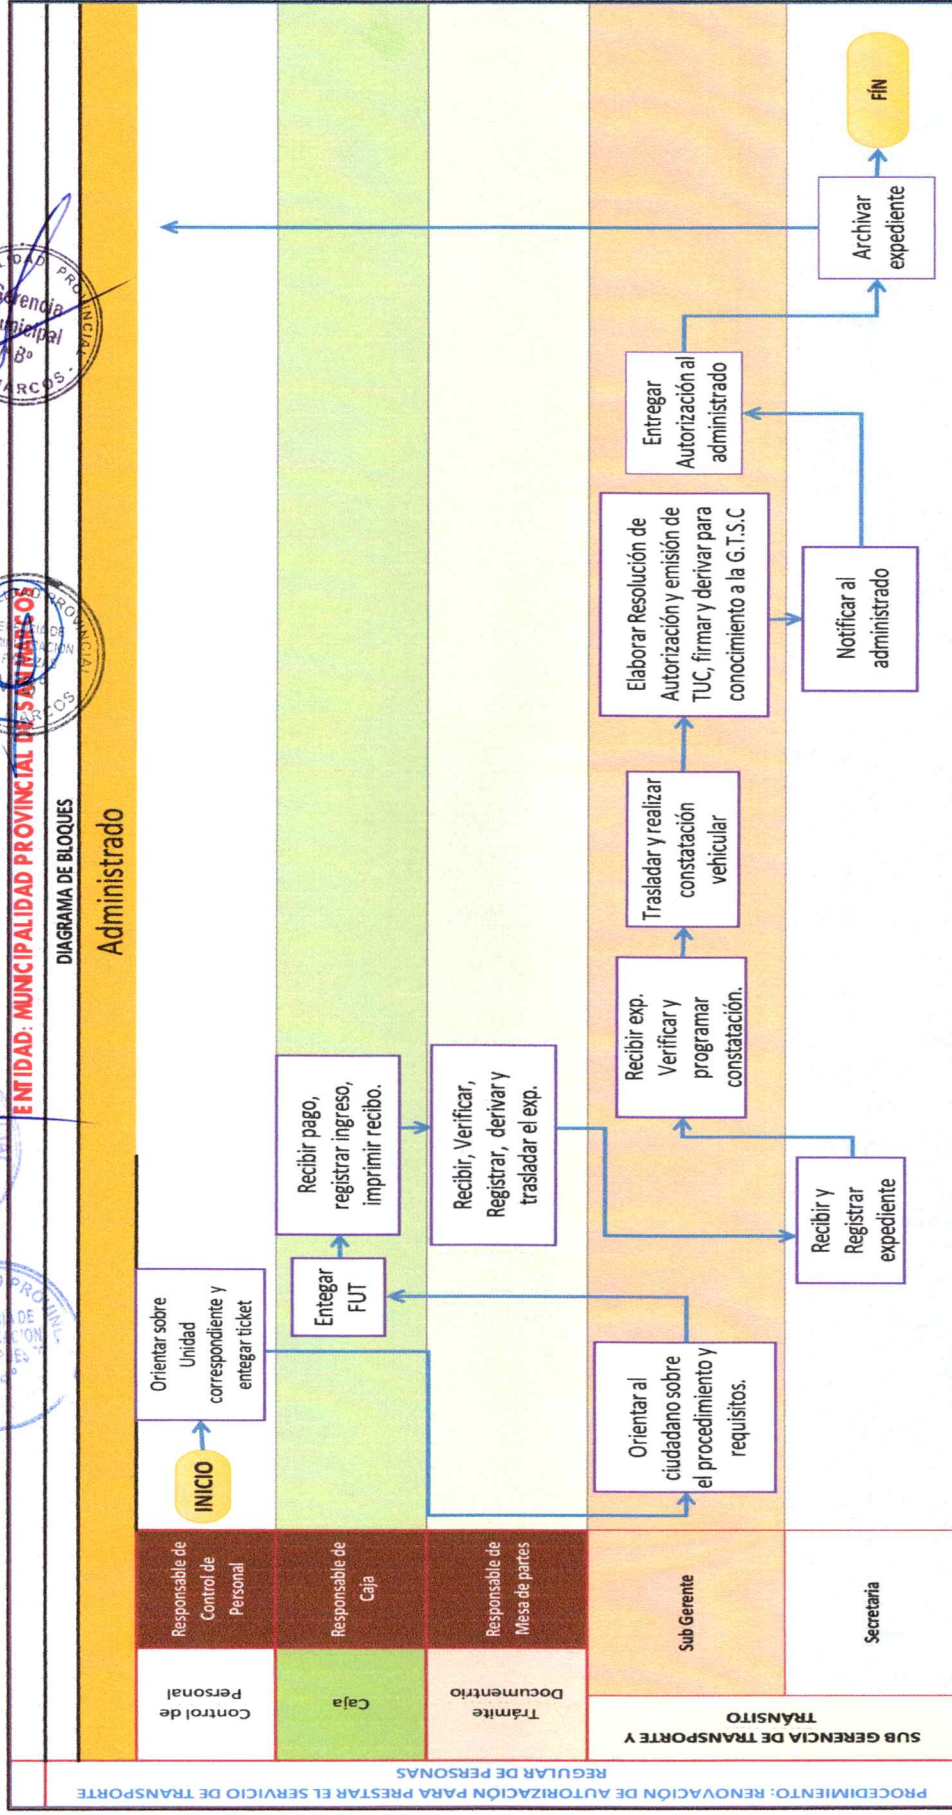 ENTIDAD: MUNICIPALIDAD PROVINCIAL DE SAN MARCOS
DIAGRAMA DE BLOQUES
Administrado
PROCEDIMIENTO: RENOVACIÓN DE AUTORIZACIÓN PARA PRESTAR EL SERVICIO DE TRANSPORTE
REGULAR DE PERSONAS
Control de
Personal
Responsable de
Control de
Personal
INICIO
Orientar sobre
Unidad
correspondiente y
entegar ticket
Caja
Responsable de
Caja
Entegar
FUT
Recibir pago,
registrar ingreso,
imprimir recibo.
Trámite
Documentrio
Responsable de
Mesa de partes
Recibir, Verificar,
Registrar, derivar y
trasladar el exp.
SUB GERENCIA DE TRANSPORTE Y
TRÁNSITO
Sub Gerente
Orientar al
ciudadano sobre
el procedimiento y
requisitos.
Recibir exp.
Verificar y
programar
constatación.
Trasladar y realizar
constatación
vehicular
Elaborar Resolución de
Autorización y emisión de
TUC, firmar y derivar para
conocimiento a la G.T.S.C
Entregar
Autorización al
administrado
Secretaria
Recibir y
Registrar
expediente
Notificar al
administrado
Archivar
expediente
FÍN
PROVINCIAL
MARCOS